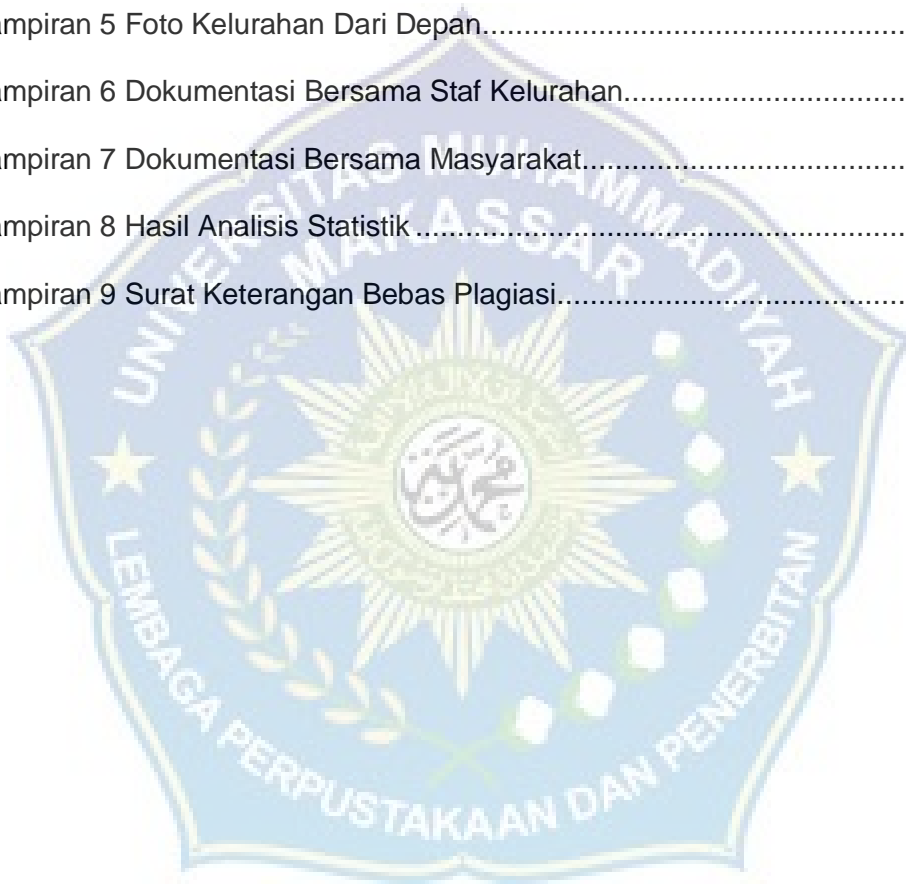 ampiran 5 Foto Kelurahan Dari Depan.................................................
ampiran 6 Dokumentasi Bersama Staf Kelurahan..................................
ampiran 7 Dokumentasi Bersama Masyarakat.......................................
ampiran 8 Hasil Analisis Statistik............................................................
ampiran 9 Surat Keterangan Bebas Plagiasi..........................................
UNIVERSITAS MUHAMMADIYAH
MAKASSAR
LEMBAGA PERPUSTAKAAN DAN PENERBITAN